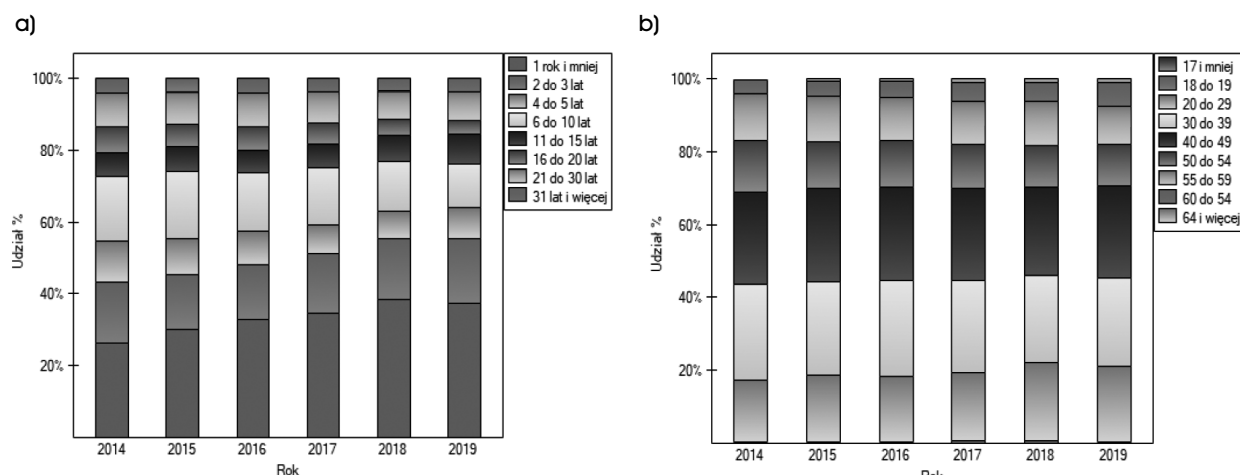 a)
100%
80%
60%
40%
20%
Udział %
2014 2015 2016 2017 2018 2019
Rok
1 rok i mniej
2 do 3 lat
4 do 5 lat
6 do 10 lat
11 do 15 lat
16 do 20 lat
21 do 30 lat
31 lat i więcej
b)
100%
80%
60%
40%
20%
Udział %
2014 2015 2016 2017 2018 2019
Rok
17 i mniej
18 do 19
20 do 29
30 do 39
40 do 49
50 do 54
55 do 59
60 do 54
64 i więcej